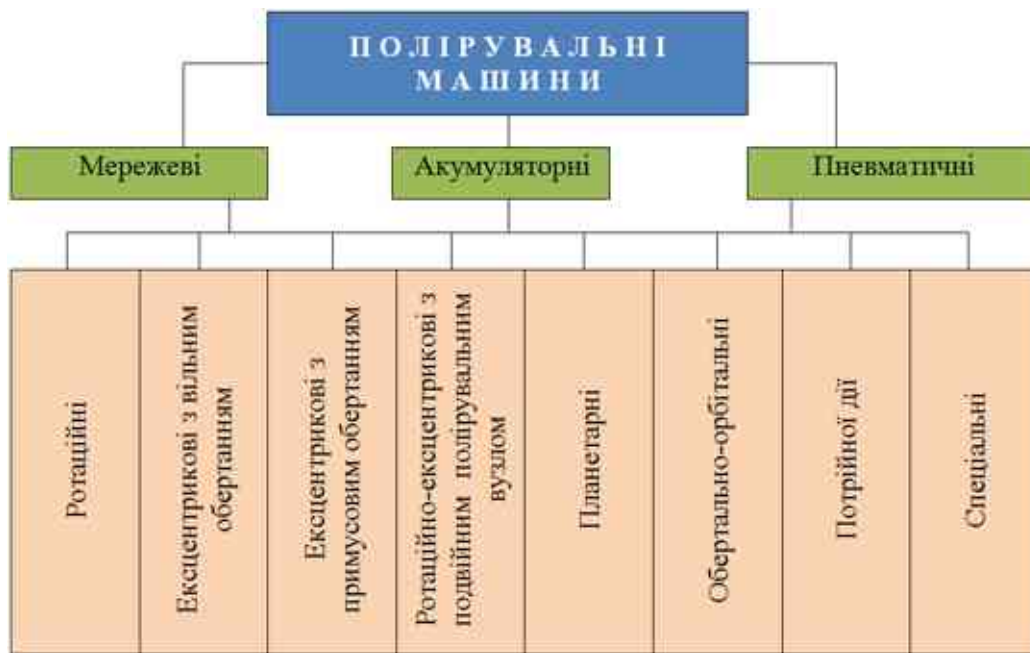 ПОЛІРУВАЛЬНІ
МАШИНИ
Мережеві
Акумуляторні
Пневматичні
Ротаційні
Ексцентрикові з вільним
обертанням
Ексцентрикові з
примусовим обертанням
Ротаційно-ексцентрикові з
подвійним полірувальним
вузлом
Планетарні
Обертально-орбітальні
Потрійної дії
Спеціальні